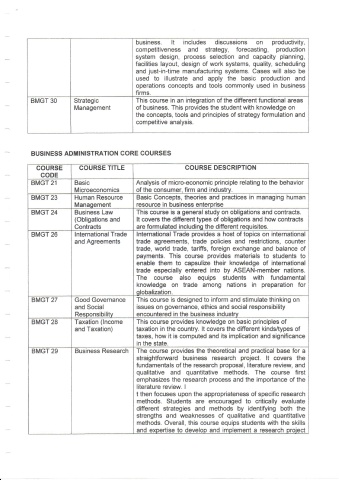 business. It includes discussions on productivity,
competitiveness and strategy, forecasting, production
system design, process selection and capacity planning,
facilities layout, design of work systems, quality, scheduling
and just-in-time manufacturing systems. Cases will also be
used to illustrate and apply the basic production and
operations concepts and tools commonly used in business
firms.
BMGT 30 Strategic Management
This course in an integration of the different functional areas
of business. This provides the student with knowledge on
the concepts, tools and principles of strategy formulation and
competitive analysis.
BUSINESS ADMINISTRATION CORE COURSES
COURSE CODE COURSE TITLE COURSE DESCRIPTION
BMGT 21 Basic Microeconomics
Analysis of micro-economic principle relating to the behavior
of the consumer, firm and industry.
BMGT 23 Human Resource Management
Basic Concepts, theories and practices in managing human
resource in business enterprise
BMGT 24 Business Law (Obligations and Contracts
This course is a general study on obligations and contracts.
It covers the different types of obligations and how contracts
are formulated including the different requisites.
BMGT 26 International Trade and Agreements
International Trade provides a host of topics on international
trade agreements, trade policies and restrictions, counter
trade, world trade, tariffs, foreign exchange and balance of
payments. This course provides materials to students to
enable them to capsulize their knowledge of international
trade especially entered into by ASEAN-member nations.
The course also equips students with fundamental
knowledge on trade among nations in preparation for
globalization.
BMGT 27 Good Governance and Social Responsibility
This course is designed to inform and stimulate thinking on
issues on governance, ethics and social responsibility
encountered in the business industry
BMGT 28 Taxation (Income and Taxation)
This course provides knowledge on basic principles of
taxation in the country. It covers the different kinds/types of
taxes, how it is computed and its implication and significance
in the state.
BMGT 29 Business Research
The course provides the theoretical and practical base for a
straightforward business research project. It covers the
fundamentals of the research proposal, literature review, and
qualitative and quantitative methods. The course first
emphasizes the research process and the importance of the
literature review. I
t then focuses upon the appropriateness of specific research
methods. Students are encouraged to critically evaluate
different strategies and methods by identifying both the
strengths and weaknesses of qualitative and quantitative
methods. Overall, this course equips students with the skills
and expertise to develop and implement a research project